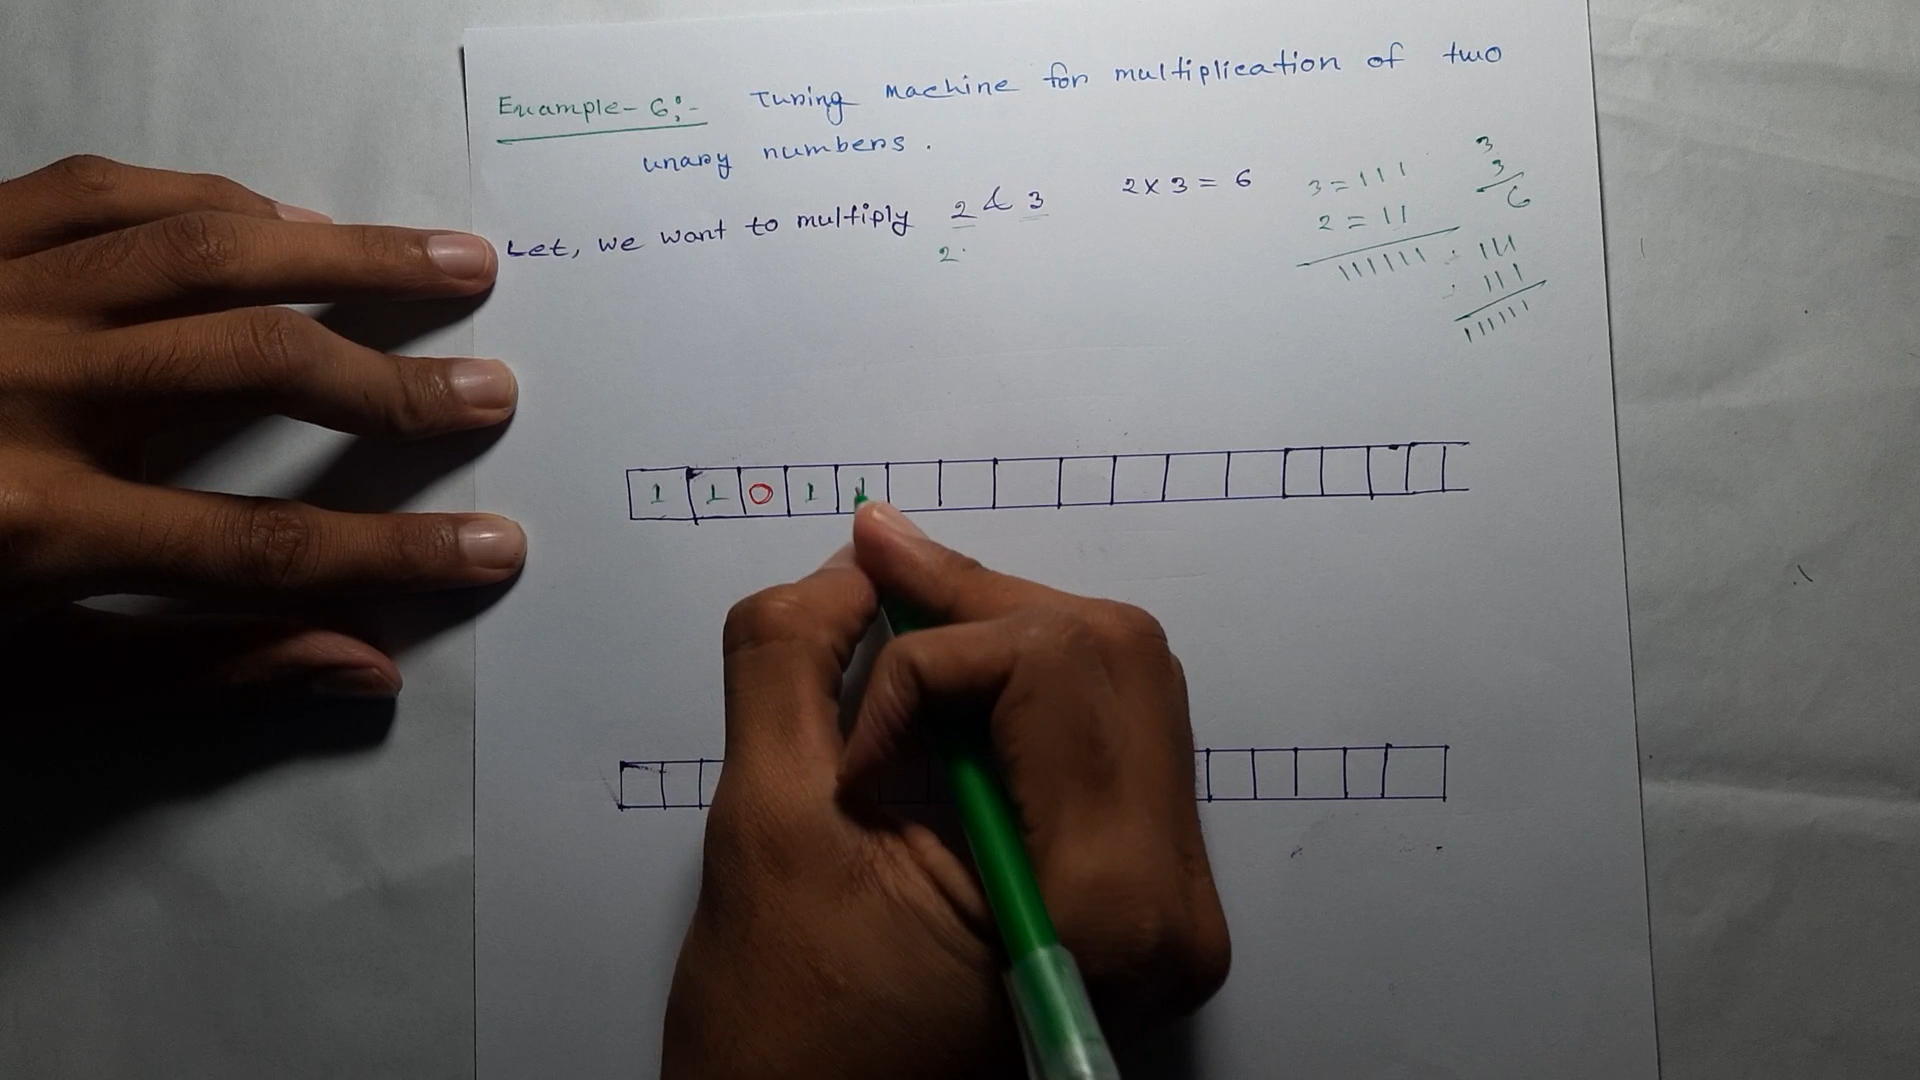 Example-6:- Turing machine for multiplication of two
unary numbers.
Let, we want to multiply 2 & 3 2x3=6
2.
3=111
2=11
111111
3
3
6
111
111
111111
1 1 0 1 1